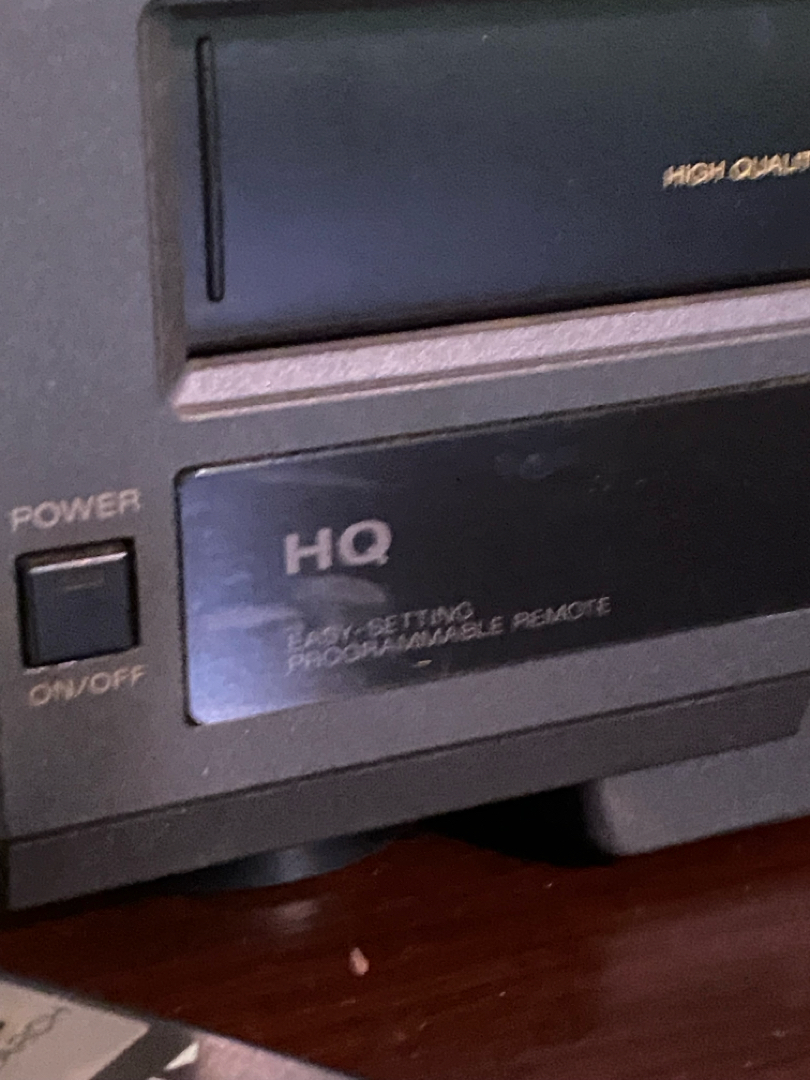 HIGH QUALIT
POWER
HQ
EASY-SETTING
PROGRAMMABLE REMOTE
ON/OFF